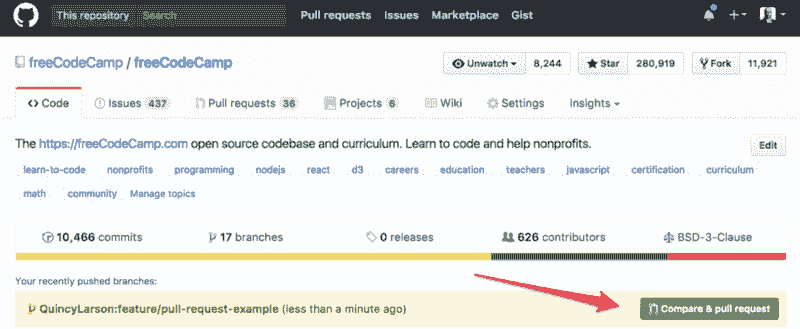 This repository Search Pull requests Issues Marketplace Gist
freeCodeCamp / freeCodeCamp Unwatch 8,244 Star 280,919 Fork 11,921
<> Code Issues 437 Pull requests 36 Projects 6 Wiki Settings Insights
The https://freeCodeCamp.com open source codebase and curriculum. Learn to code and help nonprofits. Edit
learn-to-code nonprofits programming nodejs react d3 careers education teachers javascript certification curriculum
math community Manage topics
10,466 commits 17 branches 0 releases 626 contributors BSD-3-Clause
Your recently pushed branches:
QuincyLarson:feature/pull-request-example (less than a minute ago) Compare & pull request